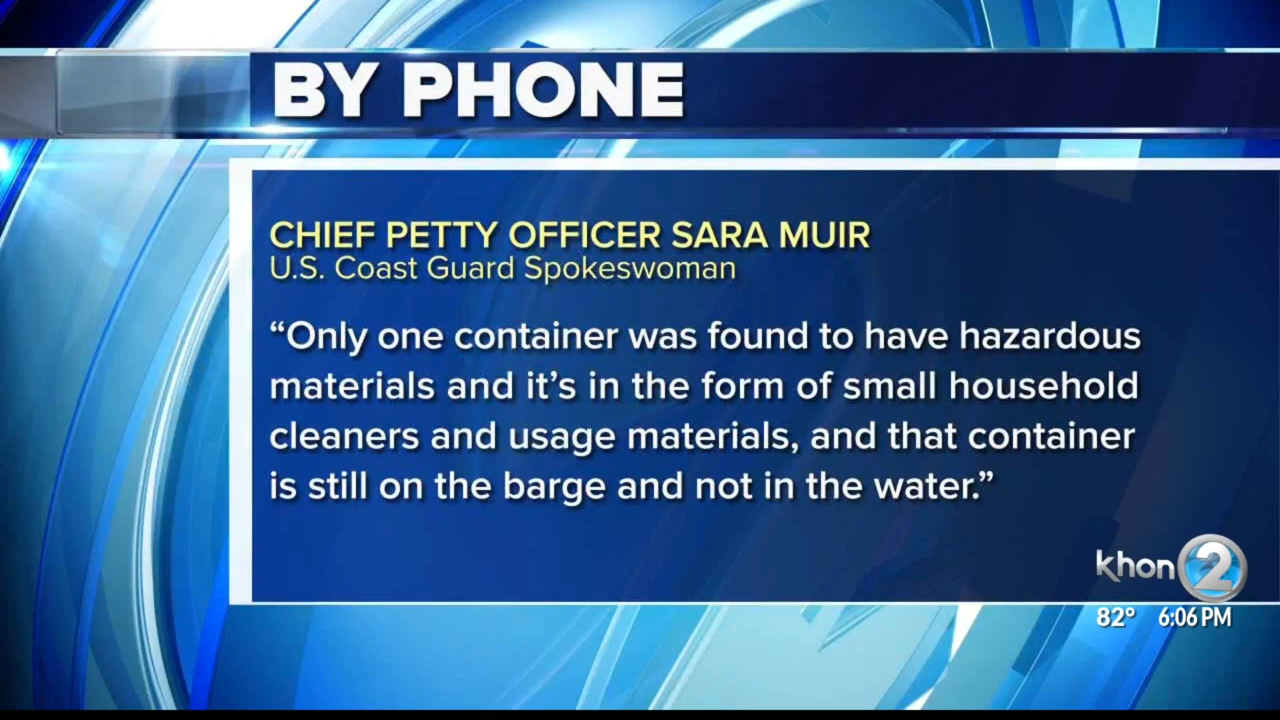 BY PHONE
CHIEF PETTY OFFICER SARA MUIR
U.S. Coast Guard Spokeswoman
“Only one container was found to have hazardous
materials and it’s in the form of small household
cleaners and usage materials, and that container
is still on the barge and not in the water.”
khon 2
82° 6:06 PM